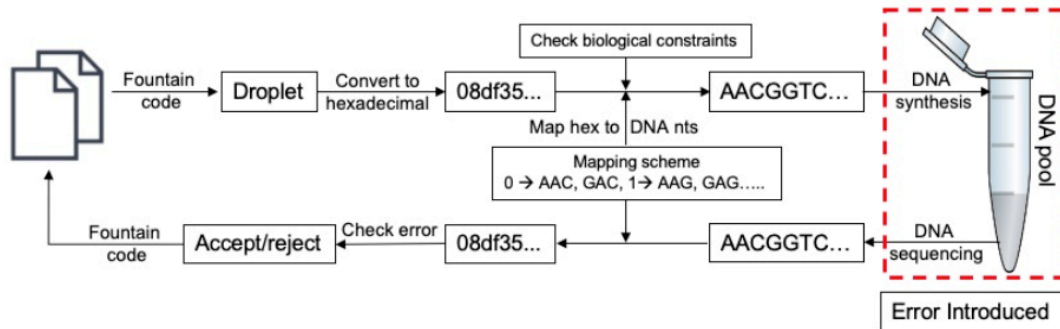 Check biological constraints
Fountain
code
Droplet
Convert to
hexadecimal
08df35...
AACGGTC...
DNA
synthesis
DNA pool
Map hex to
DNA nts
Mapping scheme
0 → AAC, GAC, 1→ AAG, GAG…..
Fountain
code
Accept/reject
Check error
08df35...
AACGGTC...
DNA
sequencing
Error Introduced